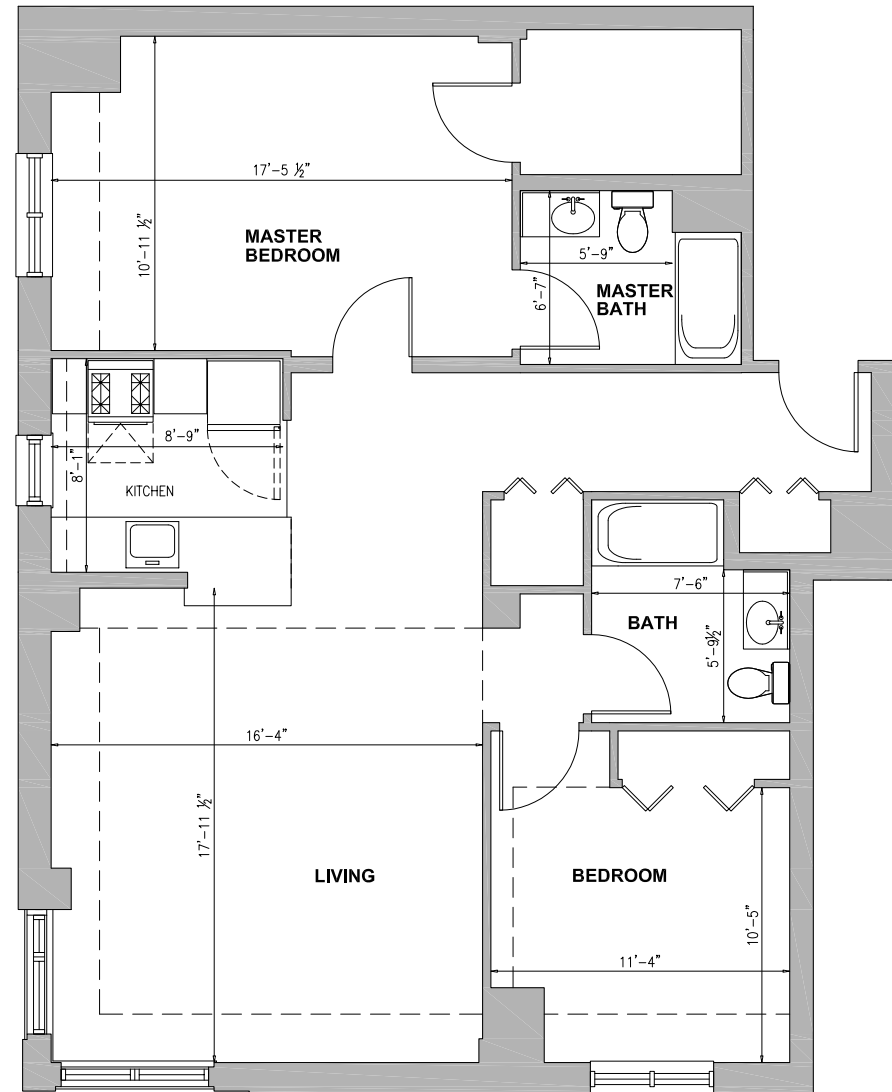 17’-5 ½”
10’-11 ½”
MASTER
BEDROOM
5’-9”
6’-7”
MASTER
BATH
8’-9”
8’-1”
KITCHEN
7’-6”
BATH
5’-9½”
16’-4”
17’-11 ½”
LIVING
BEDROOM
10’-5”
11’-4”